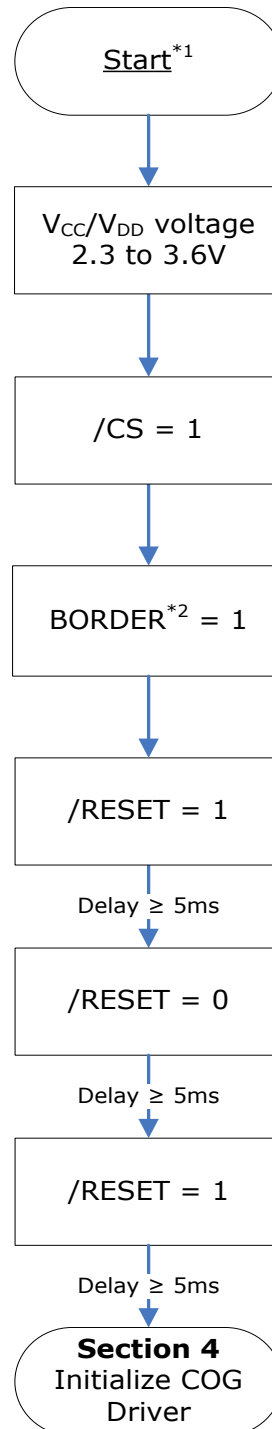 Start*1
VCC/VDD voltage
2.3 to 3.6V
/CS = 1
BORDER*2 = 1
/RESET = 1
Delay ≥ 5ms
/RESET = 0
Delay ≥ 5ms
/RESET = 1
Delay ≥ 5ms
Section 4
Initialize COG
Driver